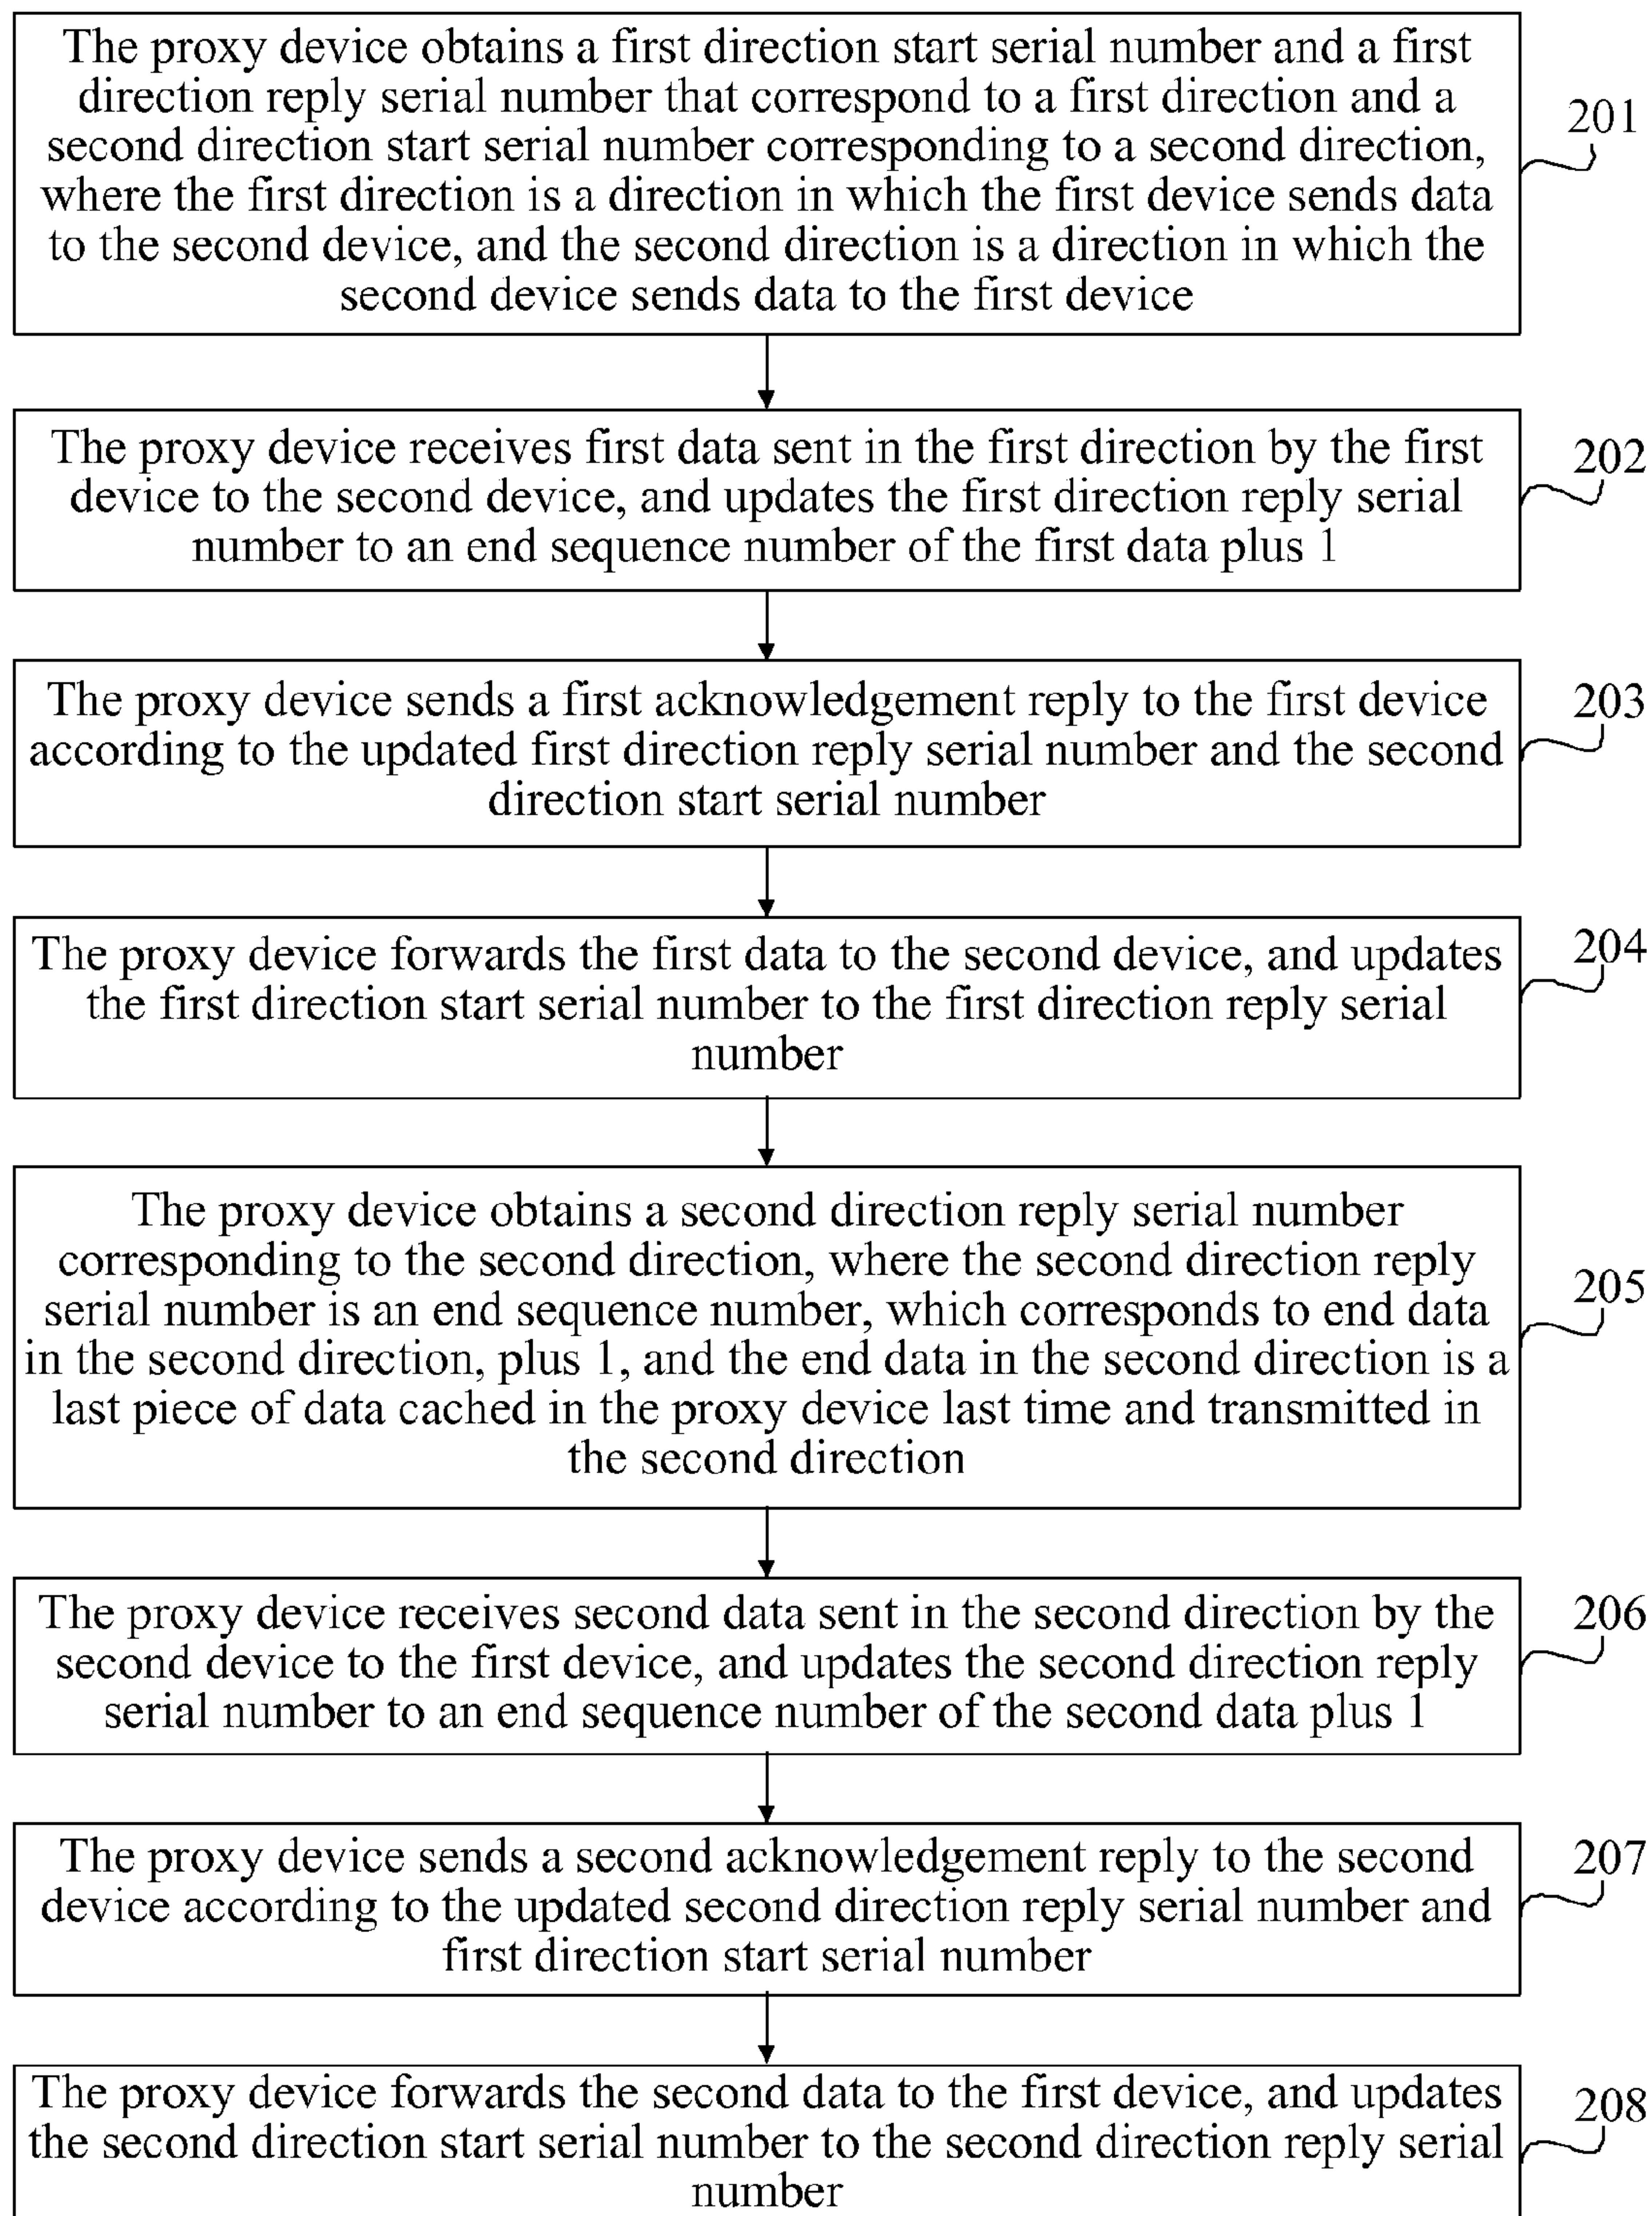 The proxy device obtains a first direction start serial number and a first
direction reply serial number that correspond to a first direction and a
second direction start serial number corresponding to a second direction,
where the first direction is a direction in which the first device sends data
to the second device, and the second direction is a direction in which the
second device sends data to the first device
201
The proxy device receives first data sent in the first direction by the first
device to the second device, and updates the first direction reply serial
number to an end sequence number of the first data plus 1
202
The proxy device sends a first acknowledgement reply to the first device
according to the updated first direction reply serial number and the second
direction start serial number
203
The proxy device forwards the first data to the second device, and updates
the first direction start serial number to the first direction reply serial
number
204
The proxy device obtains a second direction reply serial number
corresponding to the second direction, where the second direction reply
serial number is an end sequence number, which corresponds to end data
in the second direction, plus 1, and the end data in the second direction is a
last piece of data cached in the proxy device last time and transmitted in
the second direction
205
The proxy device receives second data sent in the second direction by the
second device to the first device, and updates the second direction reply
serial number to an end sequence number of the second data plus 1
206
The proxy device sends a second acknowledgement reply to the second
device according to the updated second direction reply serial number and
first direction start serial number
207
The proxy device forwards the second data to the first device, and updates
the second direction start serial number to the second direction reply serial
number
208